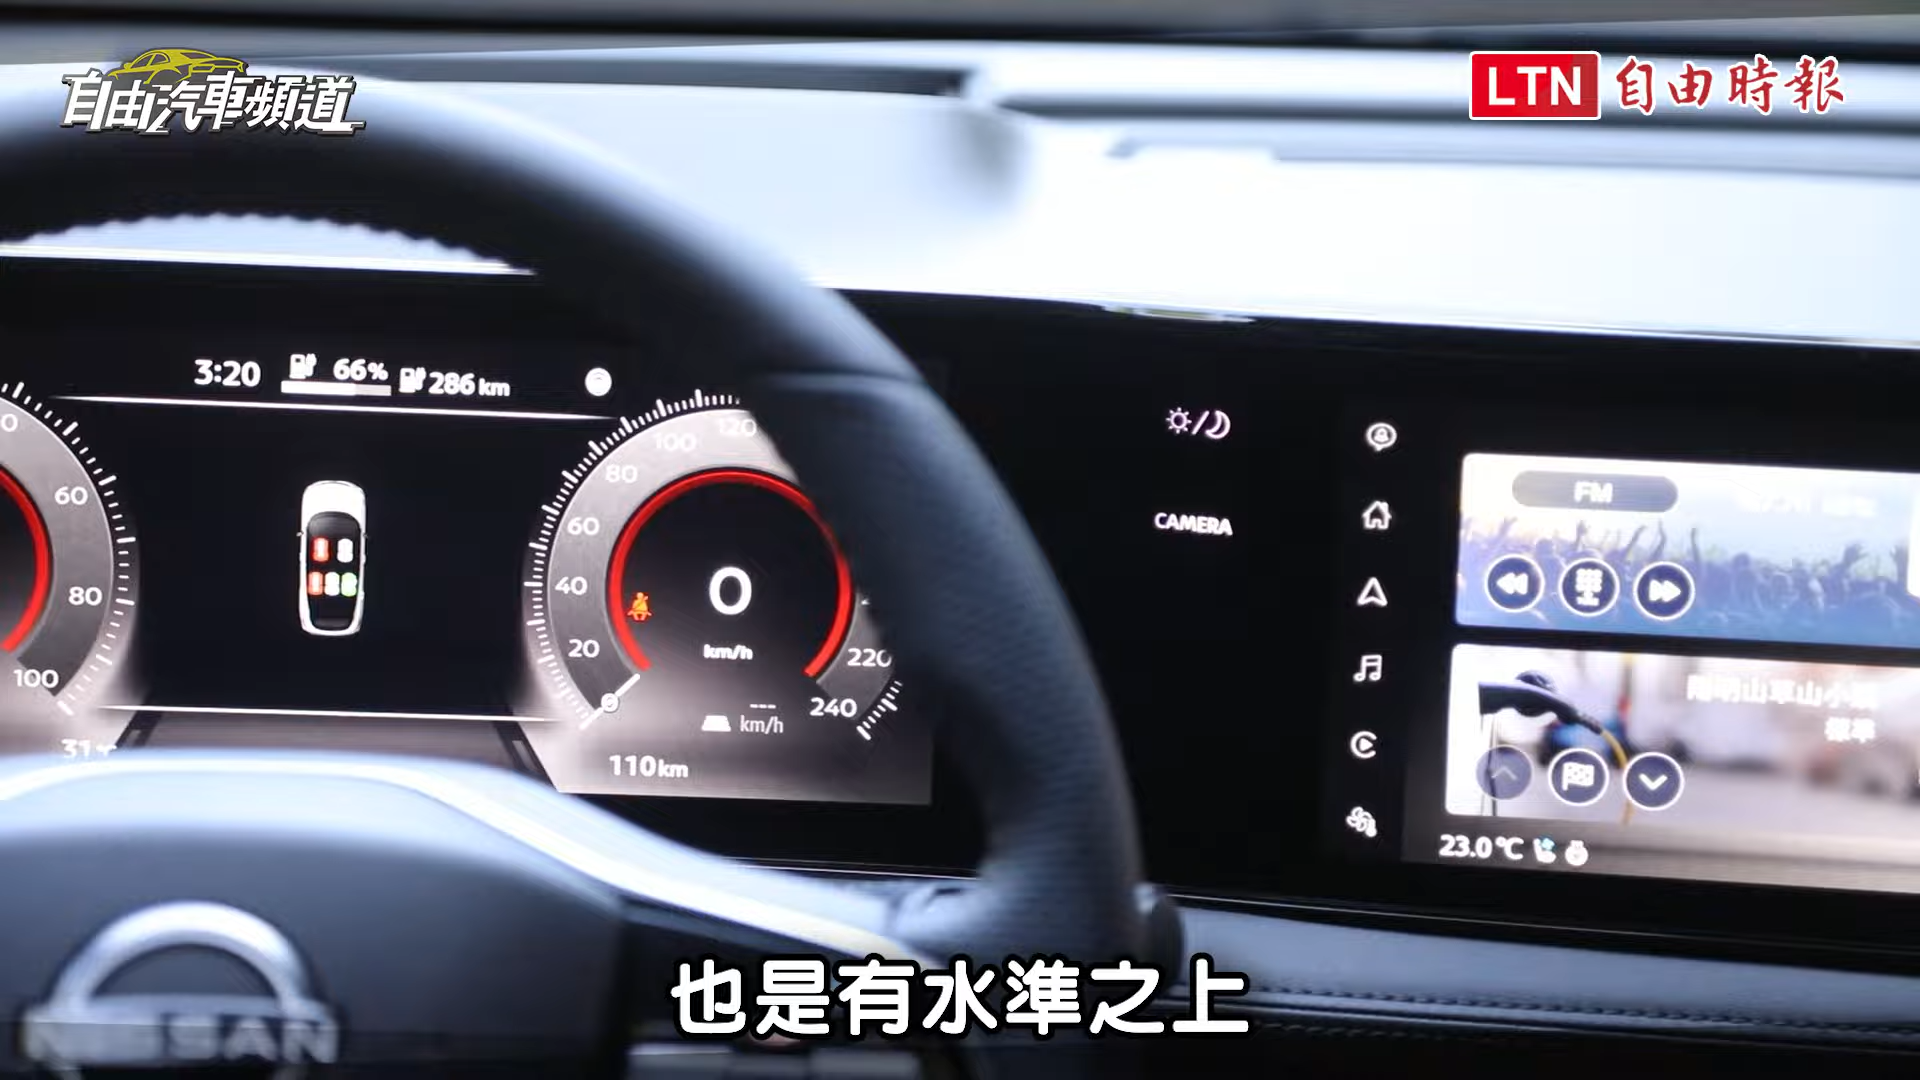 自由汽車頻道
LTN 自由時報
3:20 66% 286 km
0 20 40 60 80 100 120 220 240
60 80 100
0
km/h
--- km/h
31℃
110km
CAMERA
FM
23.0℃
NISSAN
也是有水準之上